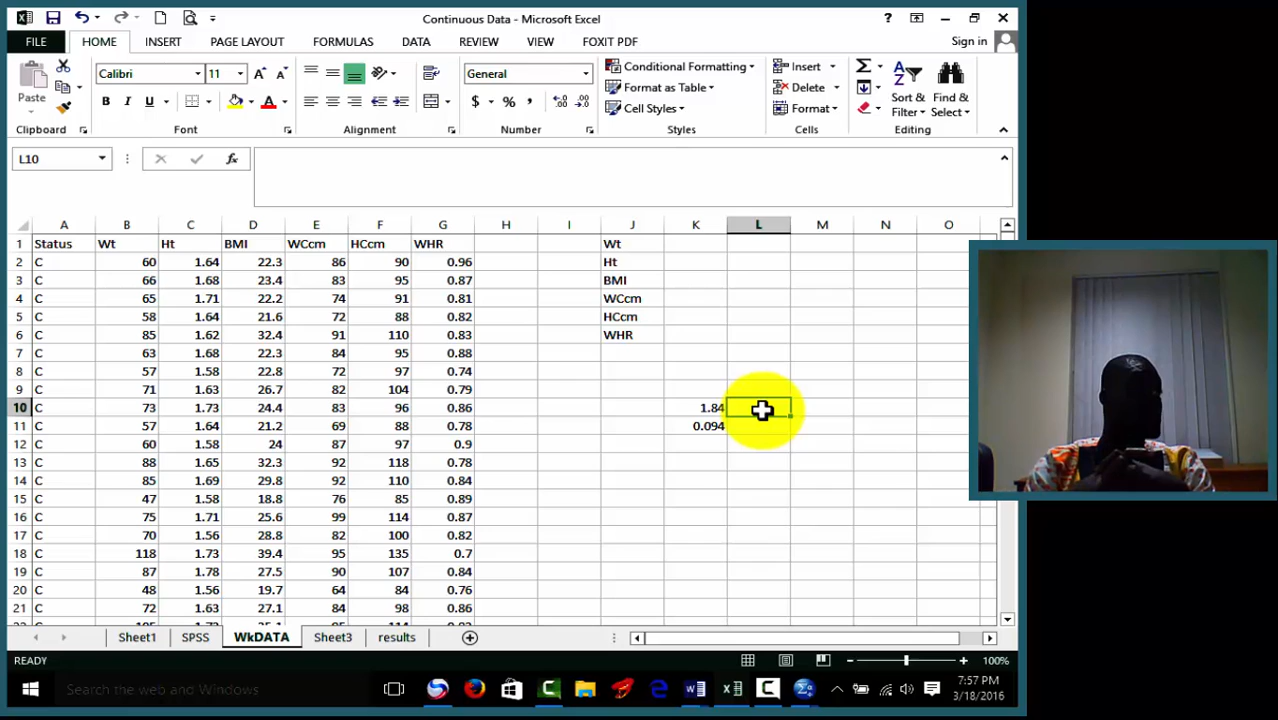 Continuous Data - Microsoft Excel
?
FILE HOME INSERT PAGE LAYOUT FORMULAS DATA REVIEW VIEW FOXIT PDF Sign in
Paste
Calibri 11
B I U
General
$ % ,
Conditional Formatting
Format as Table
Cell Styles
Insert
Delete
Format
Sort & Filter
Find & Select
Clipboard Font Alignment Number Styles Cells Editing
L10 fx
A B C D E F G H I J K L M N O
1 Status Wt Ht BMI WCcm HCcm WHR Wt
2 C 60 1.64 22.3 86 90 0.96 Ht
3 C 66 1.68 23.4 83 95 0.87 BMI
4 C 65 1.71 22.2 74 91 0.81 WCcm
5 C 58 1.64 21.6 72 88 0.82 HCcm
6 C 85 1.62 32.4 91 110 0.83 WHR
7 C 63 1.68 22.3 84 95 0.88
8 C 57 1.58 22.8 72 97 0.74
9 C 71 1.63 26.7 82 104 0.79
10 C 73 1.73 24.4 83 96 0.86 1.84
11 C 57 1.64 21.2 69 88 0.78 0.094
12 C 60 1.58 24 87 97 0.9
13 C 88 1.65 32.3 92 118 0.78
14 C 85 1.69 29.8 92 110 0.84
15 C 47 1.58 18.8 76 85 0.89
16 C 75 1.71 25.6 99 114 0.87
17 C 70 1.56 28.8 82 100 0.82
18 C 118 1.73 39.4 95 135 0.7
19 C 87 1.78 27.5 90 107 0.84
20 C 48 1.56 19.7 64 84 0.76
21 C 72 1.63 27.1 84 98 0.86
Sheet1 SPSS WkDATA Sheet3 results
READY 100%
Search the web and Windows
7:57 PM
3/18/2016